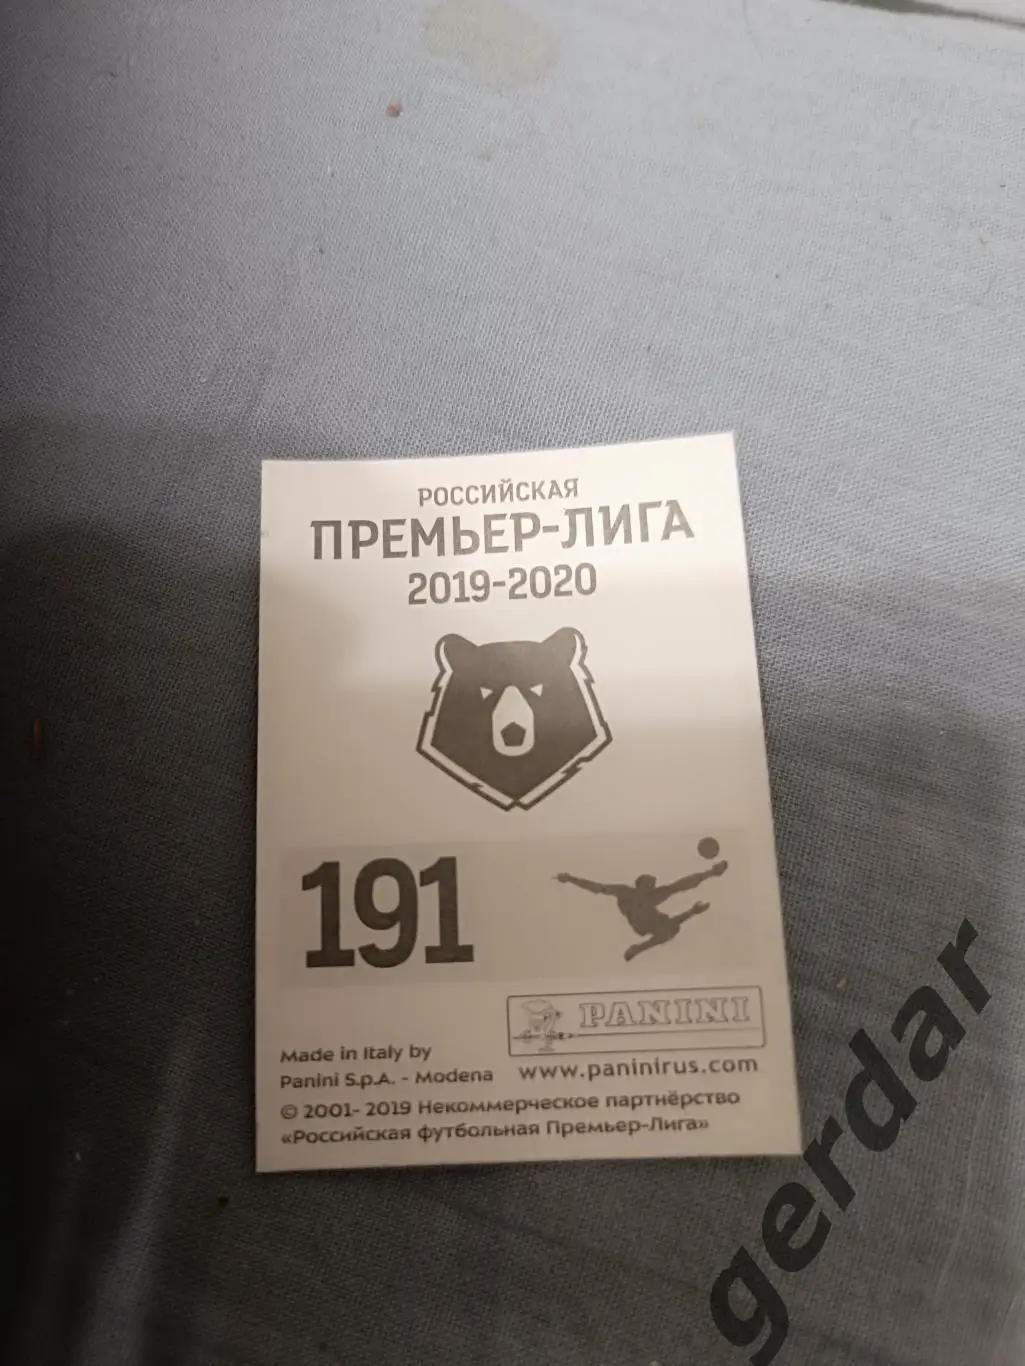 РОССИЙСКАЯ
ПРЕМЬЕР-ЛИГА
2019-2020
191
PANINI
Made in Italy by
Panini S.p.A. - Modena
www.paninirus.com
© 2001- 2019 Некоммерческое партнёрство
«Российская футбольная Премьер-Лига»
gerdar